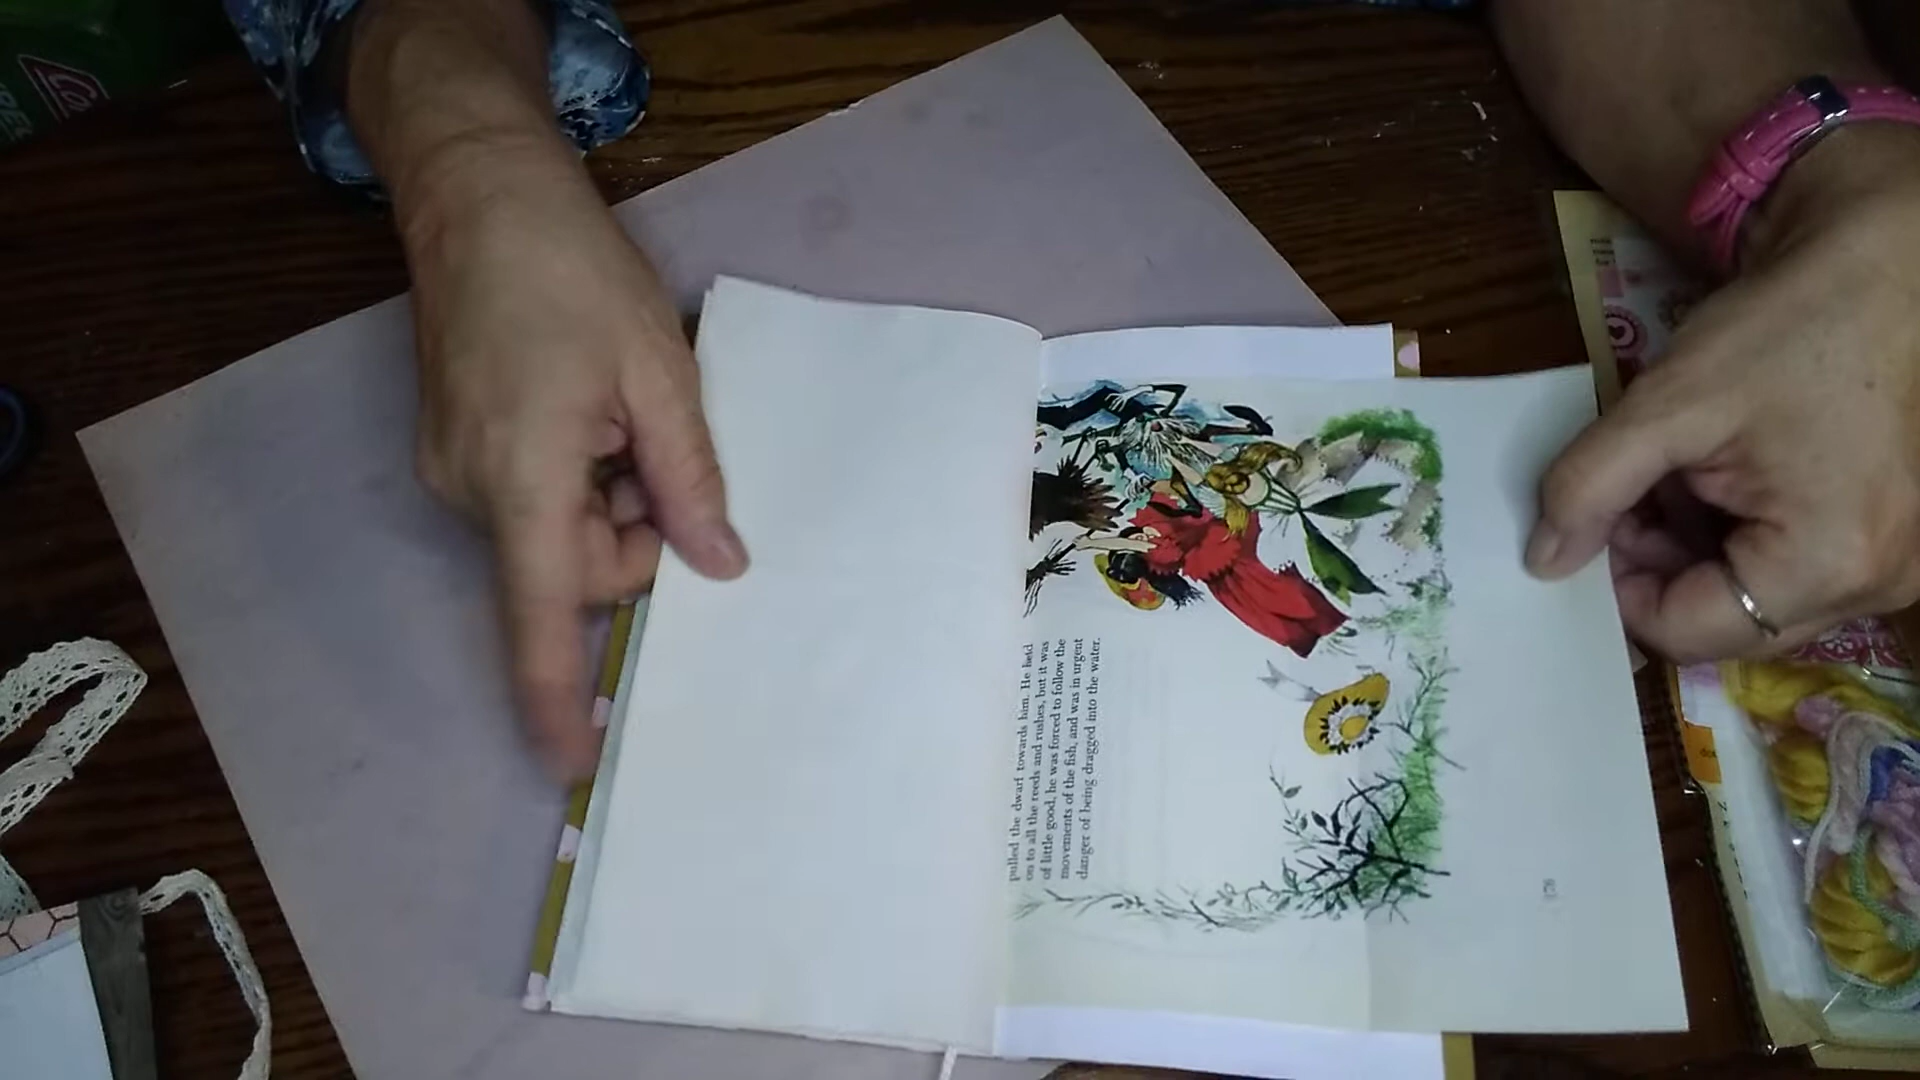 pulled the dwarf towards him. He held
on to all the reeds and rushes, but it was
of little good, he was forced to follow the
movements of the fish, and was in urgent
danger of being dragged into the water.